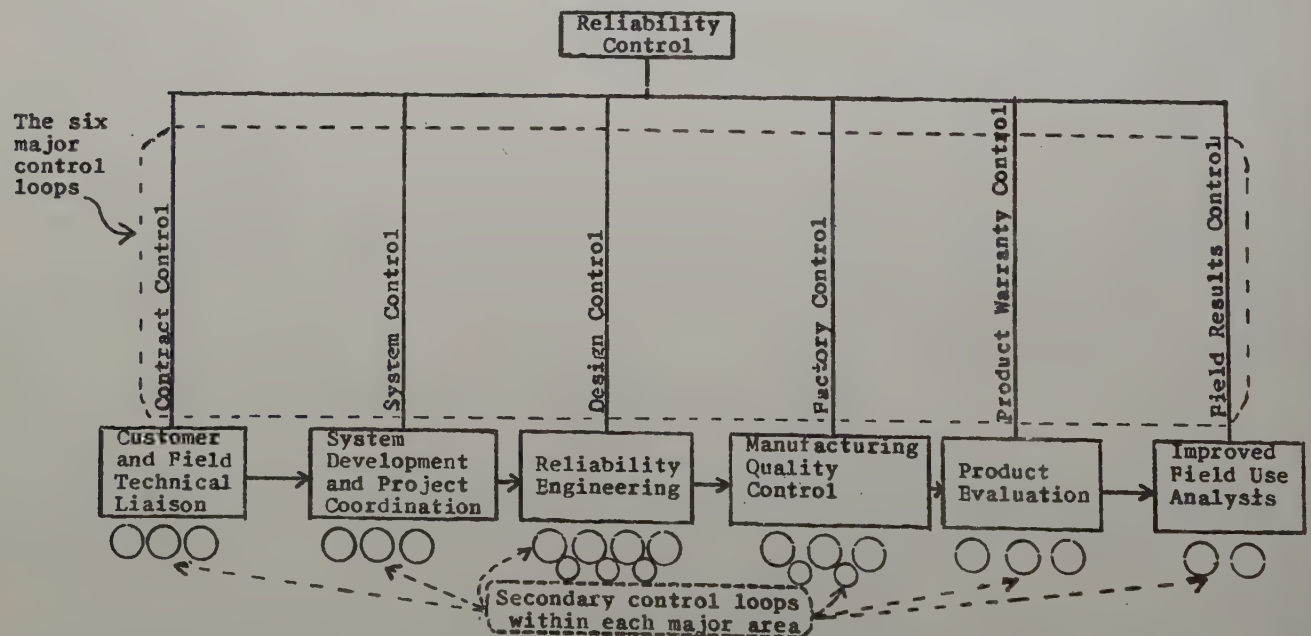 Reliability
Control
The six
major
control
loops
Contract Control
System Control
Design Control
Factory Control
Product Warranty Control
Field Results Control
Customer
and Field
Technical
Liaison
System
Development
and Project
Coordination
Reliability
Engineering
Manufacturing
Quality
Control
Product
Evaluation
Improved
Field Use
Analysis
Secondary control loops
within each major area